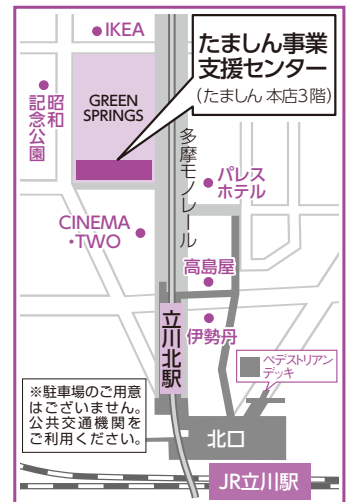 IKEA
たましん事業
支援センター
(たましん 本店3階)
昭和
記念公園
GREEN
SPRINGS
多摩モノレール
パレス
ホテル
CINEMA
・TWO
高島屋
伊勢丹
立川北駅
ペデストリアン
デッキ
※駐車場のご用意
はございません。
公共交通機関を
ご利用ください。
北口
JR立川駅